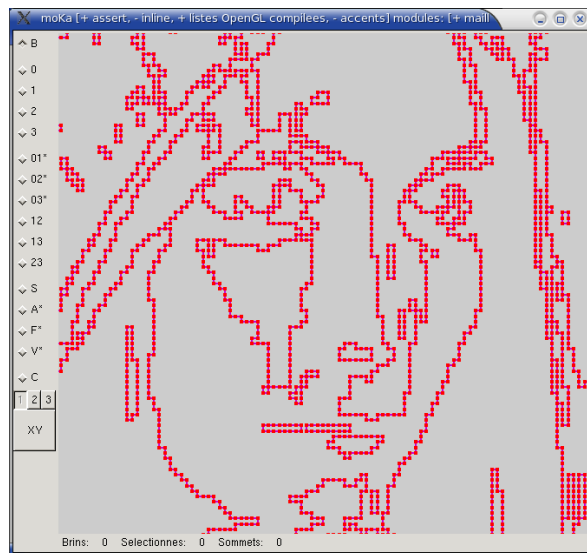 moKa [+ assert, - inline, + listes OpenGL compilees, - accents] modules: [+ maill
B
0
1
2
3
01*
02*
03*
12
13
23
S
A*
F*
V*
C
1 2 3
XY
Brins: 0 Selectionnes: 0 Sommets: 0